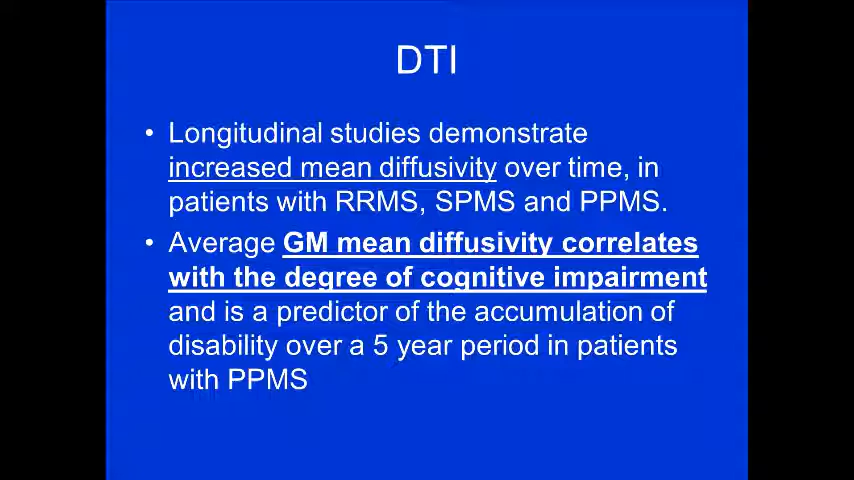 DTI
• Longitudinal studies demonstrate
increased mean diffusivity over time, in
patients with RRMS, SPMS and PPMS.
• Average GM mean diffusivity correlates
with the degree of cognitive impairment
and is a predictor of the accumulation of
disability over a 5 year period in patients
with PPMS